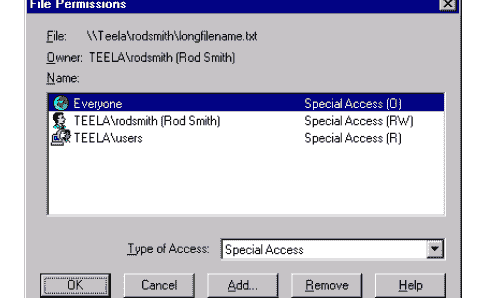 File Permissions
File: \\Teela\rodsmith\longfilename.txt
Owner: TEELA\rodsmith (Rod Smith)
Name:
Everyone Special Access (O)
TEELA\rodsmith (Rod Smith) Special Access (RW)
TEELA\users Special Access (R)
Type of Access: Special Access
OK Cancel Add... Remove Help